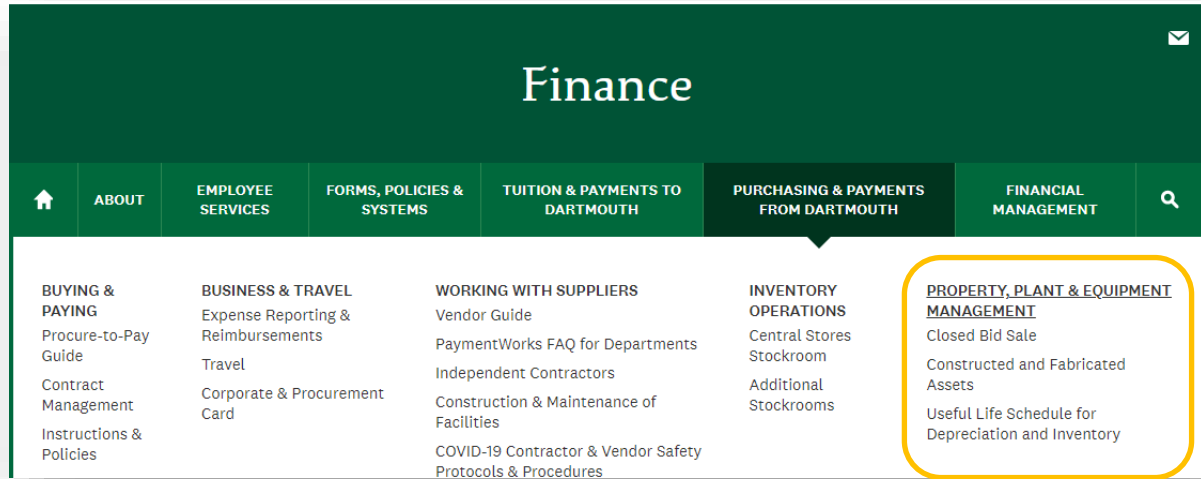 Finance
ABOUT
EMPLOYEE
SERVICES
FORMS, POLICIES &
SYSTEMS
TUITION & PAYMENTS TO
DARTMOUTH
PURCHASING & PAYMENTS
FROM DARTMOUTH
FINANCIAL
MANAGEMENT
BUYING &
PAYING
Procure-to-Pay
Guide
Contract
Management
Instructions &
Policies
BUSINESS & TRAVEL
Expense Reporting &
Reimbursements
Travel
Corporate & Procurement
Card
WORKING WITH SUPPLIERS
Vendor Guide
PaymentWorks FAQ for Departments
Independent Contractors
Construction & Maintenance of
Facilities
COVID-19 Contractor & Vendor Safety
Protocols & Procedures
INVENTORY
OPERATIONS
Central Stores
Stockroom
Additional
Stockrooms
PROPERTY, PLANT & EQUIPMENT
MANAGEMENT
Closed Bid Sale
Constructed and Fabricated
Assets
Useful Life Schedule for
Depreciation and Inventory